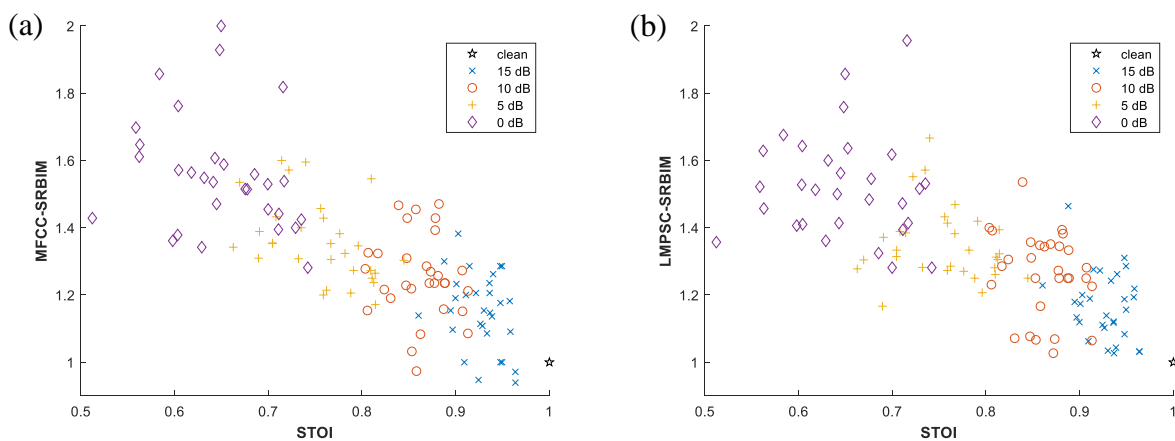 (a)
2
1.8
1.6
1.4
1.2
1
MFCC-SRBIM
0.5 0.6 0.7 0.8 0.9 1
STOI
clean
15 dB
10 dB
5 dB
0 dB
(b)
2
1.8
1.6
1.4
1.2
1
LMPSC-SRBIM
0.5 0.6 0.7 0.8 0.9 1
STOI
clean
15 dB
10 dB
5 dB
0 dB